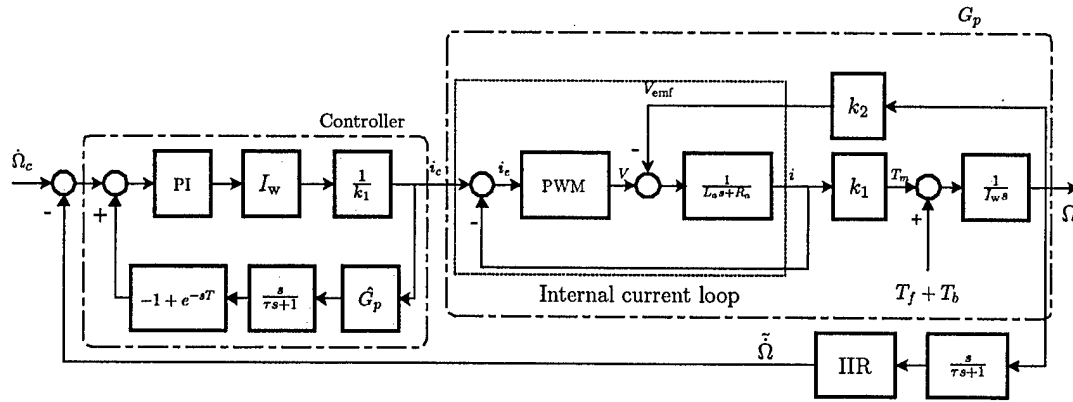 G_p
V_emf
k_2
Controller
Ω̇_c
PI
I_w
1/k_1
i_c
i_e
PWM
V
1/(L_a s+R_a)
i
k_1
T_m
1/(I_w s)
Ω
-
+
-
-
+
−1 + e^{−sT}
s/(τs+1)
Ĝ_p
Internal current loop
T_f + T_b
Ω̇̃
IIR
s/(τs+1)